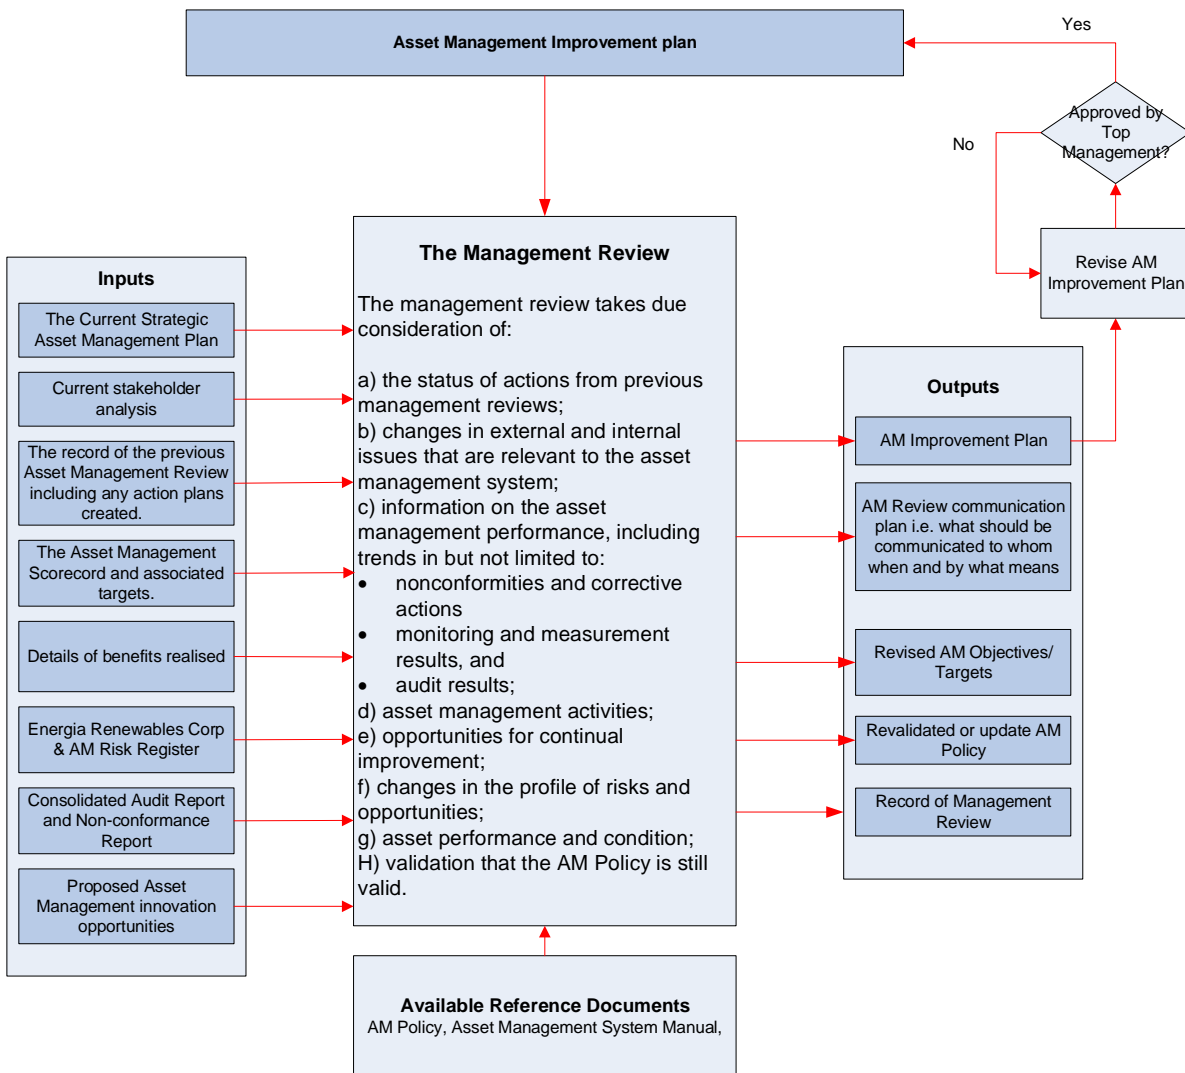 Asset Management Improvement plan
Yes
Approved by
Top
Management?
No
Revise AM
Improvement Plan
Inputs
The Current Strategic
Asset Management Plan
Current stakeholder
analysis
The record of the previous
Asset Management Review
including any action plans
created.
The Asset Management
Scorecord and associated
targets.
Details of benefits realised
Energia Renewables Corp
& AM Risk Register
Consolidated Audit Report
and Non-conformance
Report
Proposed Asset
Management innovation
opportunities
The Management Review
The management review takes due
consideration of:
a) the status of actions from previous
management reviews;
b) changes in external and internal
issues that are relevant to the asset
management system;
c) information on the asset
management performance, including
trends in but not limited to:
• nonconformities and corrective
actions
• monitoring and measurement
results, and
• audit results;
d) asset management activities;
e) opportunities for continual
improvement;
f) changes in the profile of risks and
opportunities;
g) asset performance and condition;
H) validation that the AM Policy is still
valid.
Outputs
AM Improvement Plan
AM Review communication
plan i.e. what should be
communicated to whom
when and by what means
Revised AM Objectives/
Targets
Revalidated or update AM
Policy
Record of Management
Review
Available Reference Documents
AM Policy, Asset Management System Manual,